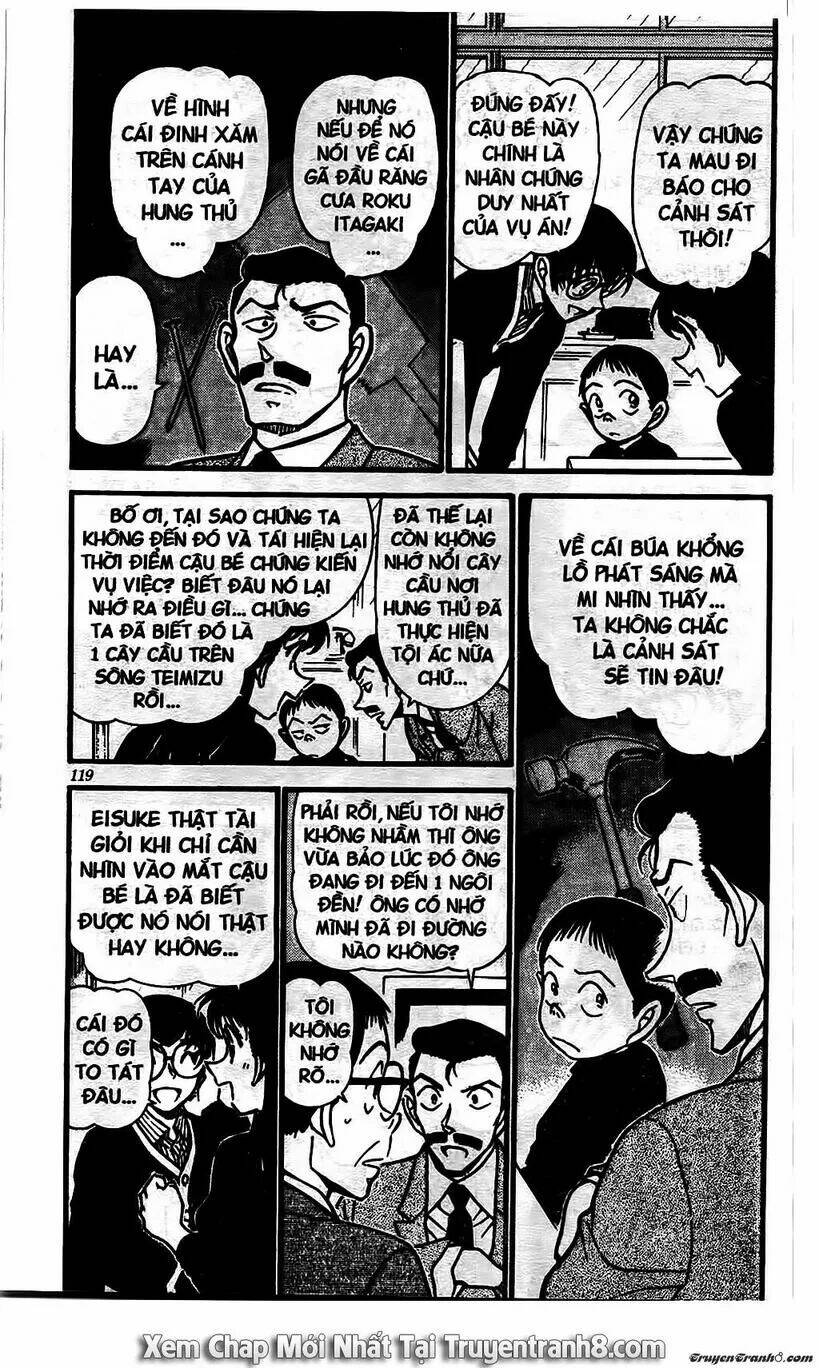 VẬY CHÚNG
TA MAU ĐI
BÁO CHO
CẢNH SÁT
THÔI!
ĐÚNG ĐẤY!
CẬU BÉ NÀY
CHÍNH LÀ
NHÂN CHỨNG
DUY NHẤT
CỦA VỤ ÁN!
NHƯNG
NẾU ĐỂ NÓ
NÓI VỀ CÁI
GÃ ĐẦU RĂNG
CƯA ROKU
ITAGAKI
...
VỀ HÌNH
CÁI ĐINH XĂM
TRÊN CÁNH
TAY CỦA
HUNG THỦ
...
HAY
LÀ...
VỀ CÁI BÚA KHỔNG
LỒ PHÁT SÁNG MÀ
MI NHÌN THẤY...
TA KHÔNG CHẮC
LÀ CẢNH SÁT
SẼ TIN ĐÂU!
ĐÃ THẾ LẠI
CÒN KHÔNG
NHỚ NỔI CÂY
CẦU NƠI
HUNG THỦ ĐÃ
THỰC HIỆN
TỘI ÁC NỮA
CHỨ...
BỐ ƠI, TẠI SAO CHÚNG TA
KHÔNG ĐẾN ĐÓ VÀ TÁI HIỆN LẠI
THỜI ĐIỂM CẬU BÉ CHỨNG KIẾN
VỤ VIỆC? BIẾT ĐÂU NÓ LẠI
NHỚ RA ĐIỀU GÌ... CHÚNG
TA ĐÃ BIẾT ĐÓ LÀ
1 CÂY CẦU TRÊN
SÔNG TEIMIZU
RỒI...
119
PHẢI RỒI, NẾU TÔI NHỚ
KHÔNG NHẦM THÌ ÔNG
VỪA BẢO LÚC ĐÓ ÔNG
ĐANG ĐI ĐẾN 1 NGÔI
ĐỀN! ÔNG CÓ NHỚ
MÌNH ĐÃ ĐI ĐƯỜNG
NÀO KHÔNG?
TÔI
KHÔNG
NHỚ
RÕ...
EISUKE THẬT TÀI
GIỎI KHI CHỈ CẦN
NHÌN VÀO MẮT CẬU
BÉ LÀ ĐÃ BIẾT
ĐƯỢC NÓ NÓI THẬT
HAY KHÔNG...
CÁI ĐÓ
CÓ GÌ
TO TÁT
ĐÂU...
Xem Chap Mới Nhất Tại Truyentranh8.com
TruyenTranh8.com